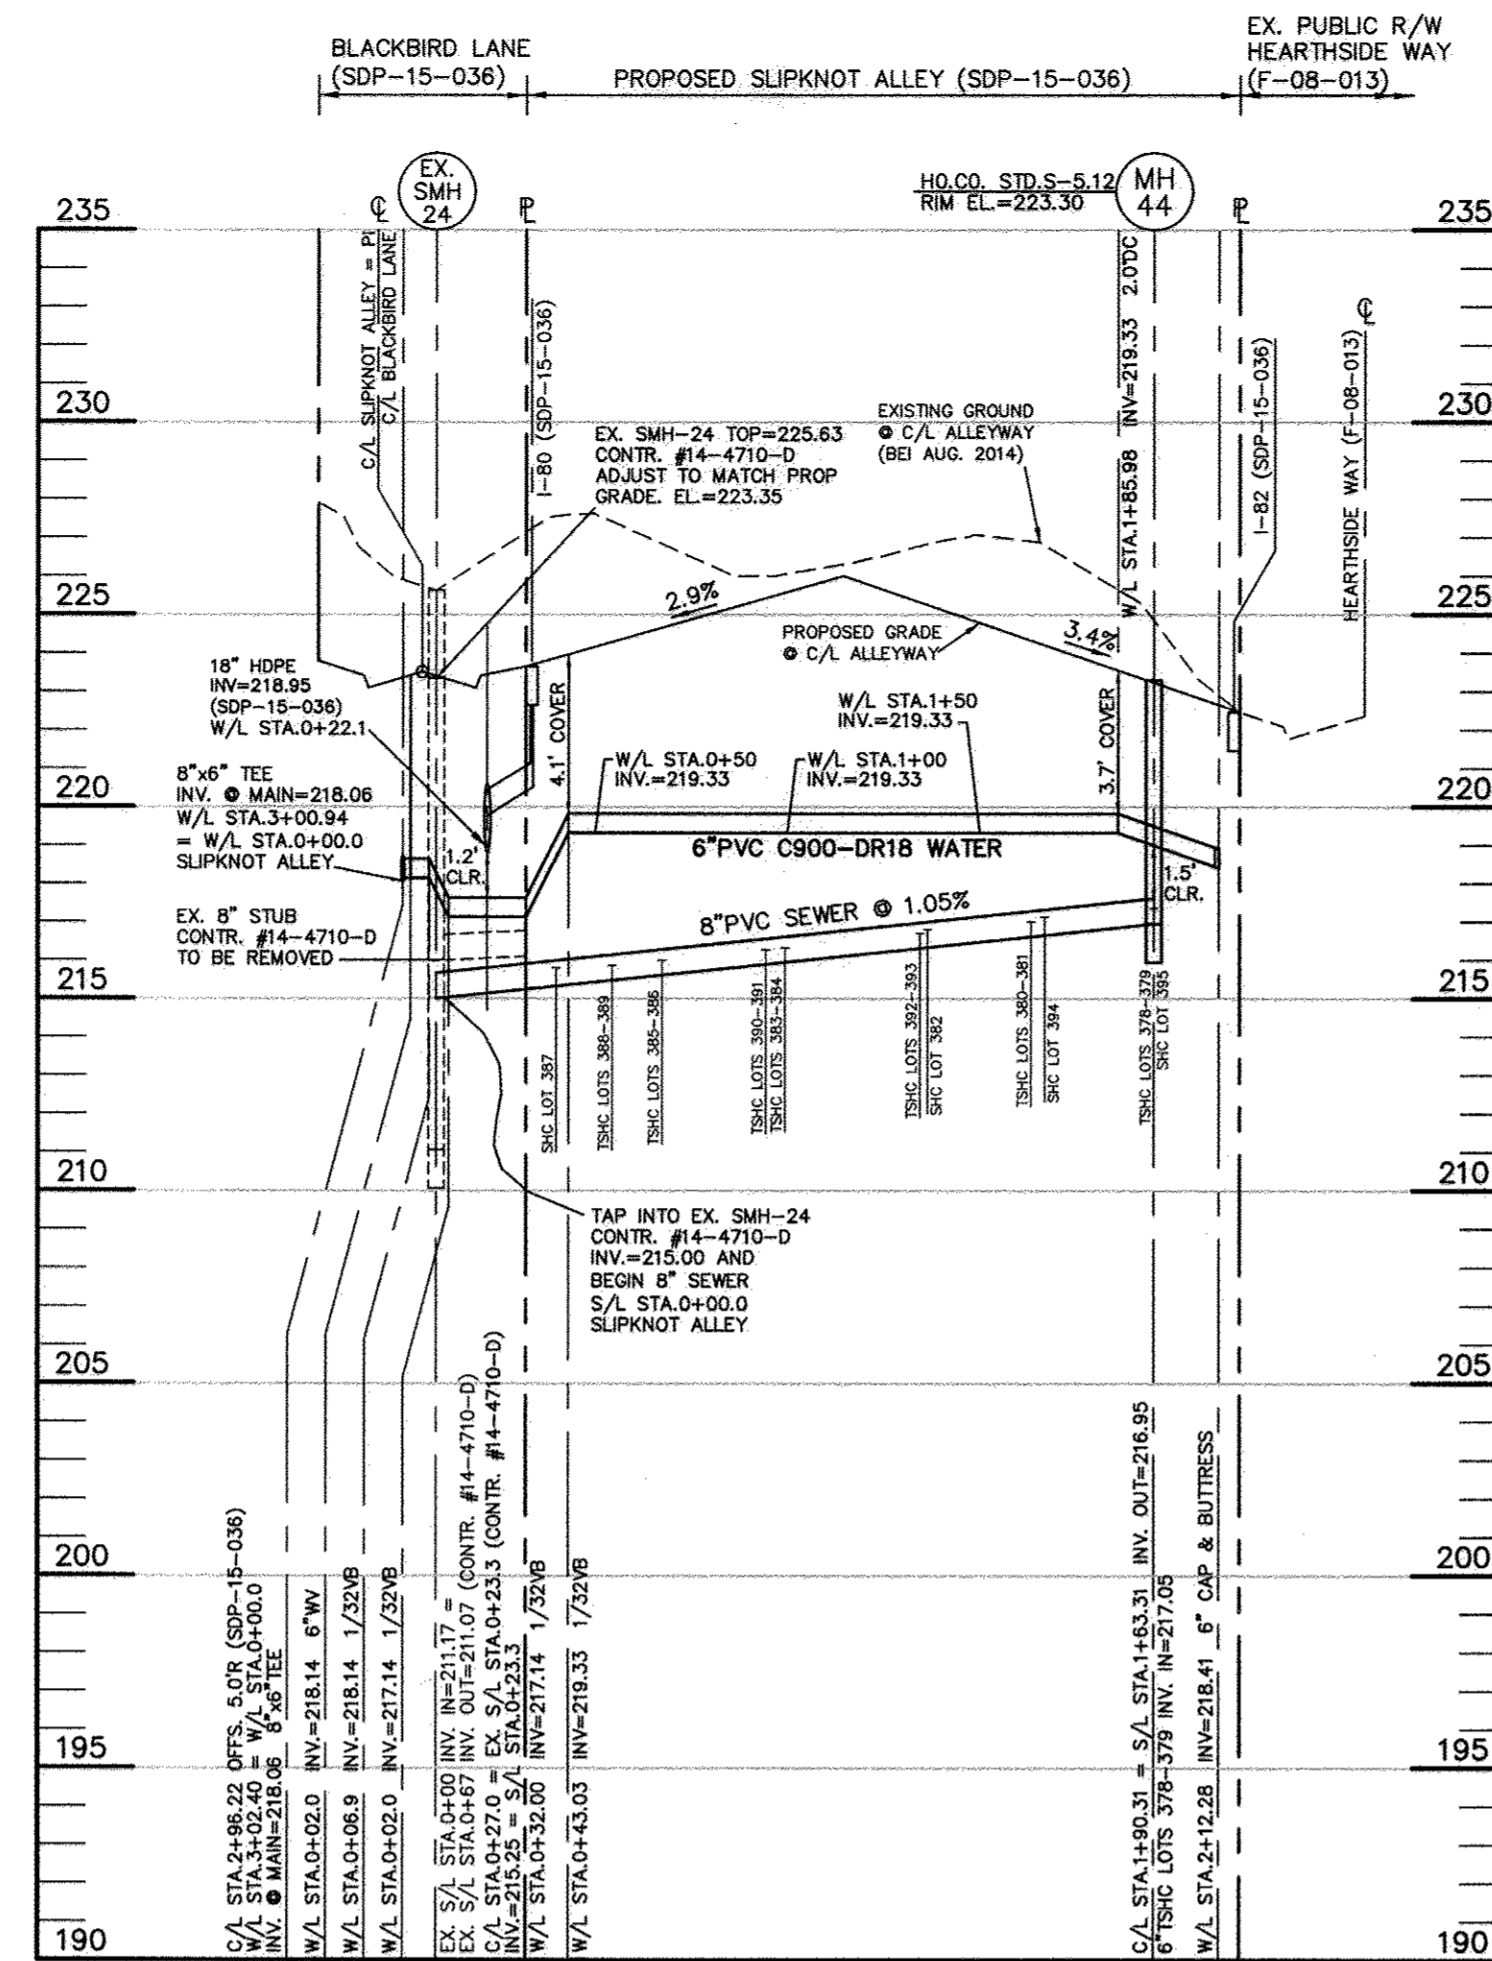 BLACKBIRD LANE
(SDP-15-036)
PROPOSED SLIPKNOT ALLEY (SDP-15-036)
EX. PUBLIC R/W
HEARTHSIDE WAY
(F-08-013)
EX.
SMH
24
HO.CO. STD.S-5.12
RIM EL.=223.30
MH
44
235
235
230
230
225
225
220
220
215
215
210
210
205
205
200
200
195
195
190
190
C/L SLIPKNOT ALLEY = PI
C/L BLACKBIRD LANE
I-80 (SDP-15-036)
EX. SMH-24 TOP=225.63
CONTR. #14-4710-D
ADJUST TO MATCH PROP
GRADE. EL.=223.35
EXISTING GROUND
@ C/L ALLEYWAY
(BEI AUG. 2014)
W/L STA.1+85.98 INV=219.33 2.0'DC
I-82 (SDP-15-036)
HEARTHSIDE WAY (F-08-013)
2.9%
PROPOSED GRADE
@ C/L ALLEYWAY
3.4%
18" HDPE
INV=218.95
(SDP-15-036)
W/L STA.0+22.1
4.1' COVER
W/L STA.0+50
INV.=219.33
W/L STA.1+00
INV.=219.33
W/L STA.1+50
INV.=219.33
3.7' COVER
8"x6" TEE
INV. @ MAIN=218.06
W/L STA.3+00.94
= W/L STA.0+00.0
SLIPKNOT ALLEY
1.2'
CLR.
6"PVC C900-DR18 WATER
1.5'
CLR.
EX. 8" STUB
CONTR. #14-4710-D
TO BE REMOVED
8"PVC SEWER @ 1.05%
SHC LOT 387
TSHC LOTS 388-389
TSHC LOTS 385-386
TSHC LOTS 390-391
TSHC LOTS 383-384
TSHC LOTS 392-393
SHC LOT 382
TSHC LOTS 380-381
SHC LOT 394
TSHC LOTS 378-379
SHC LOT 395
TAP INTO EX. SMH-24
CONTR. #14-4710-D
INV.=215.00 AND
BEGIN 8" SEWER
S/L STA.0+00.0
SLIPKNOT ALLEY
C/L STA.2+96.22 OFFS. 5.0'R (SDP-15-036)
W/L STA.3+02.40 = W/L STA.0+00.0
INV. @ MAIN=218.06 8"x6"TEE
W/L STA.0+02.0 INV.=218.14 6"WV
W/L STA.0+06.9 INV.=218.14 1/32VB
W/L STA.0+02.0 INV.=217.14 1/32VB
EX. S/L STA.0+00 INV. IN=211.17 =
EX. S/L STA.0+67 INV. OUT=211.07 (CONTR. #14-4710-D)
C/L STA.0+27.0 = EX. S/L STA.0+23.3 (CONTR. #14-4710-D)
INV.=215.25 = S/L STA.0+23.3
W/L STA.0+32.00 INV=217.14 1/32VB
W/L STA.0+43.03 INV=219.33 1/32VB
C/L STA.1+90.31 = S/L STA.1+63.31 INV. OUT=216.95
6"TSHC LOTS 378-379 INV. IN=217.05
W/L STA.2+12.28 INV=218.41 6" CAP & BUTTRESS